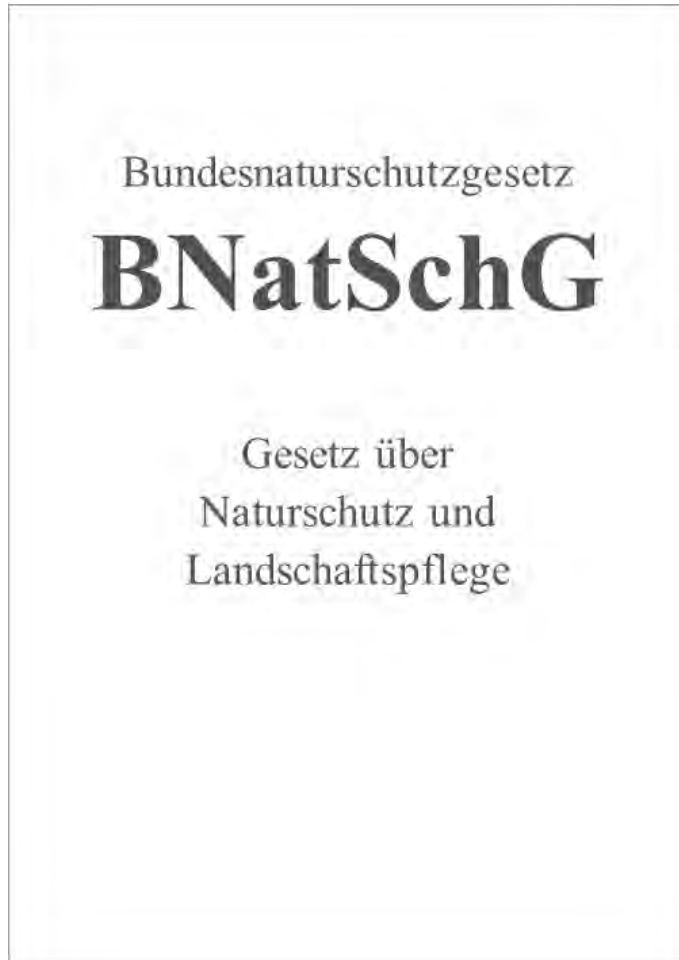 Bundesnaturschutzgesetz
BNatSchG
Gesetz über
Naturschutz und
Landschaftspflege